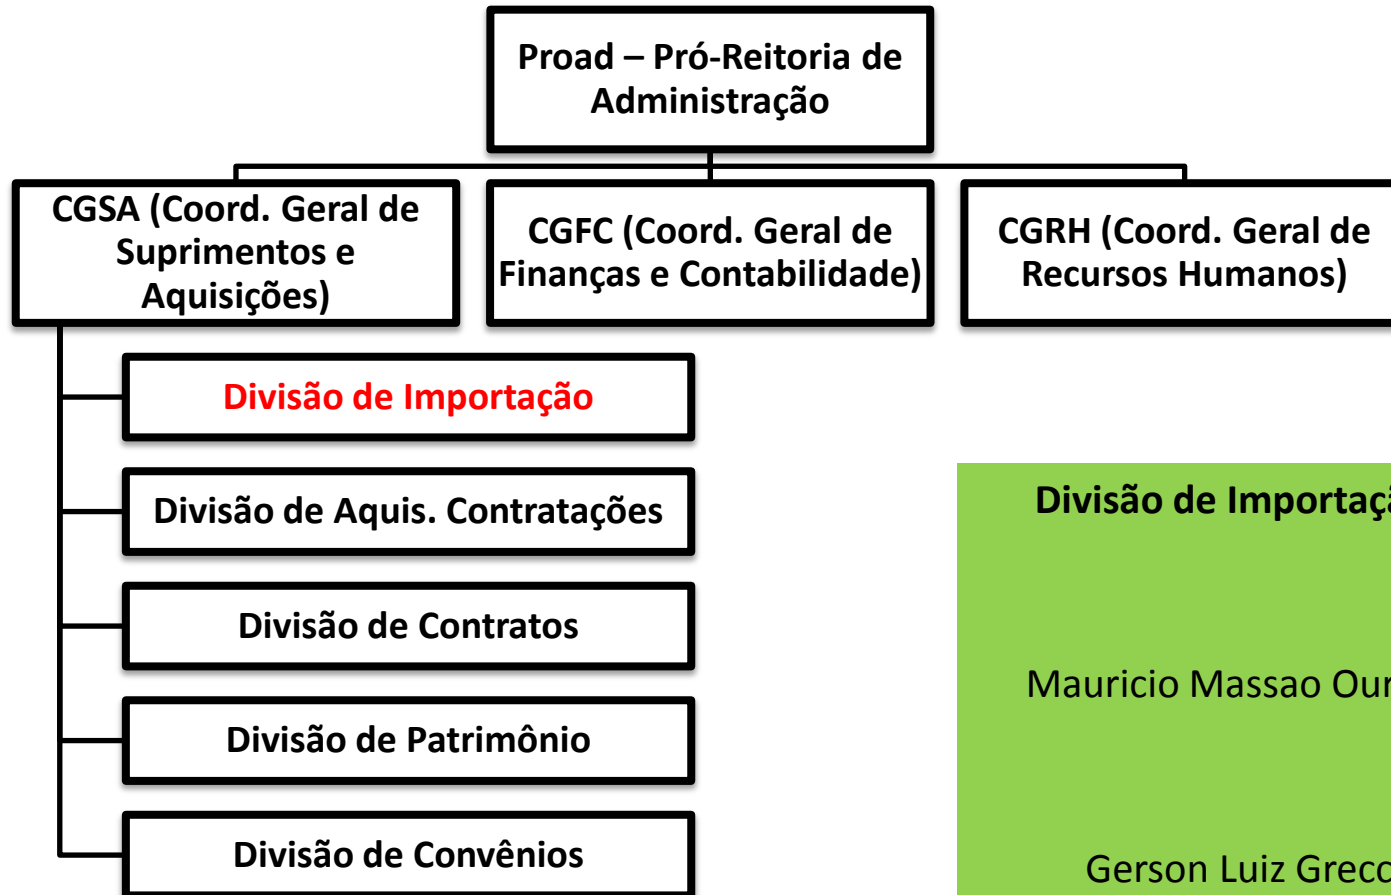 Proad – Pró-Reitoria de
Administração
CGSA (Coord. Geral de
Suprimentos e
Aquisições)
CGFC (Coord. Geral de
Finanças e Contabilidade)
CGRH (Coord. Geral de
Recursos Humanos)
Divisão de Importação
Divisão de Aquis. Contratações
Divisão de Contratos
Divisão de Patrimônio
Divisão de Convênios
Divisão de
Mauricio Massao
Gerson Luiz